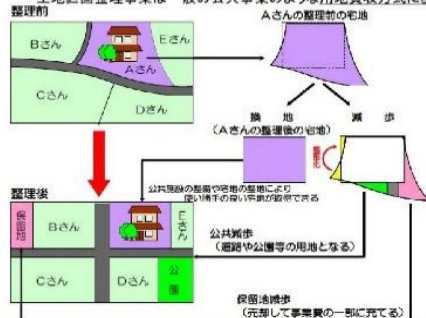 土地区画整理事業は一般の公共事業のような用地買収方式に
整理前
Bさん
Eさん
Aさん
Cさん
Dさん
Aさんの整理前の宅地
換地
(Aさんの整理後の宅地)
減歩
整形化
公共施設の整備や宅地の整地により
使い勝手の良い宅地が取得できる
整理後
保留地
Bさん
Eさん
Cさん
Dさん
公園
公共減歩
(道路や公園等の用地となる)
保留地減歩
(売却して事業費の一部に充てる)